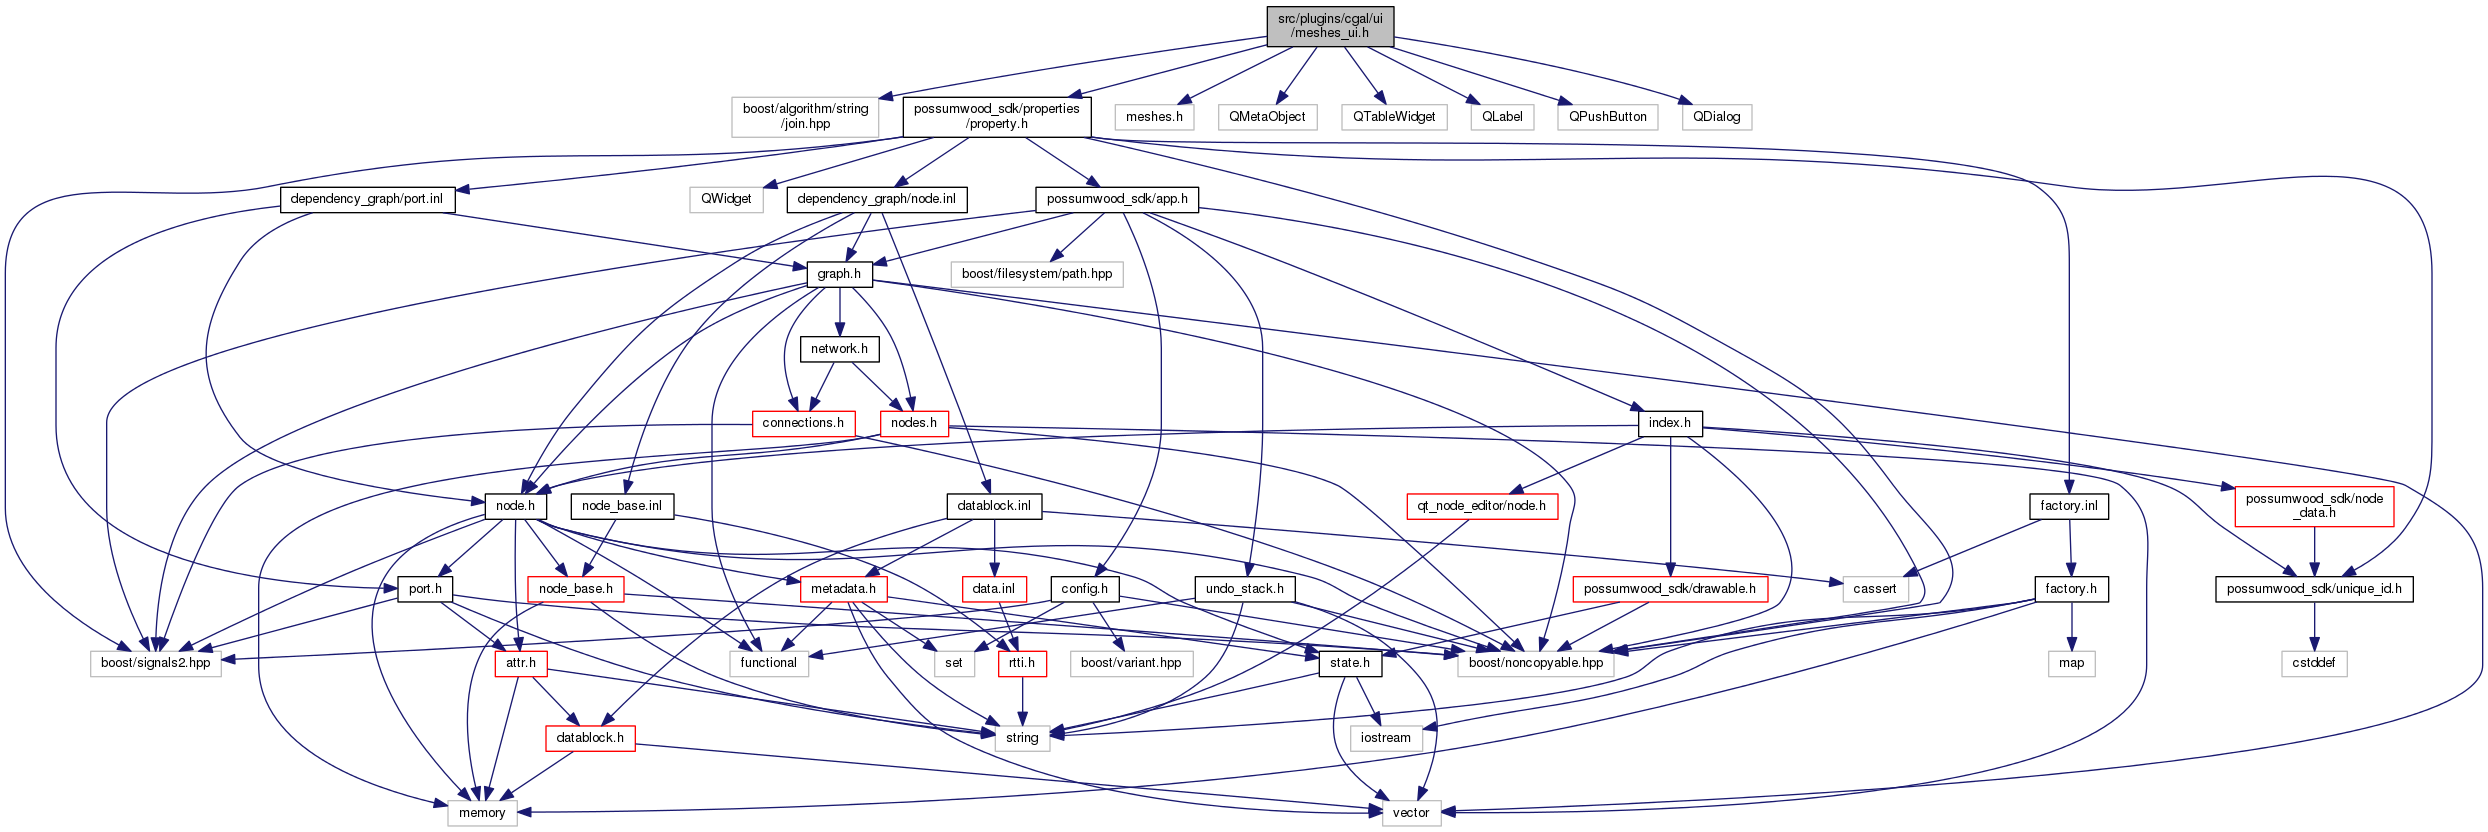 src/plugins/cgal/ui
/meshes_ui.h
boost/algorithm/string
/join.hpp
possumwood_sdk/properties
/property.h
meshes.h
QMetaObject
QTableWidget
QLabel
QPushButton
QDialog
dependency_graph/port.inl
QWidget
dependency_graph/node.inl
possumwood_sdk/app.h
graph.h
boost/filesystem/path.hpp
network.h
connections.h
nodes.h
index.h
node.h
node_base.inl
datablock.inl
qt_node_editor/node.h
possumwood_sdk/node
_data.h
factory.inl
port.h
node_base.h
metadata.h
data.inl
config.h
undo_stack.h
possumwood_sdk/drawable.h
cassert
possumwood_sdk/unique_id.h
factory.h
boost/signals2.hpp
attr.h
functional
set
rtti.h
boost/variant.hpp
state.h
boost/noncopyable.hpp
map
cstddef
datablock.h
string
iostream
memory
vector